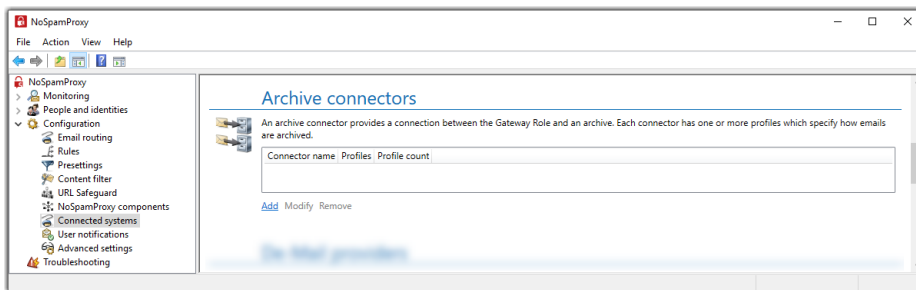 NoSpamProxy
File Action View Help
NoSpamProxy
Monitoring
People and identities
Configuration
Email routing
Rules
Presettings
Content filter
URL Safeguard
NoSpamProxy components
Connected systems
User notifications
Advanced settings
Troubleshooting
Archive connectors
An archive connector provides a connection between the Gateway Role and an archive. Each connector has one or more profiles which specify how emails
are archived.
Connector name Profiles Profile count
Add Modify Remove
De Mail providers